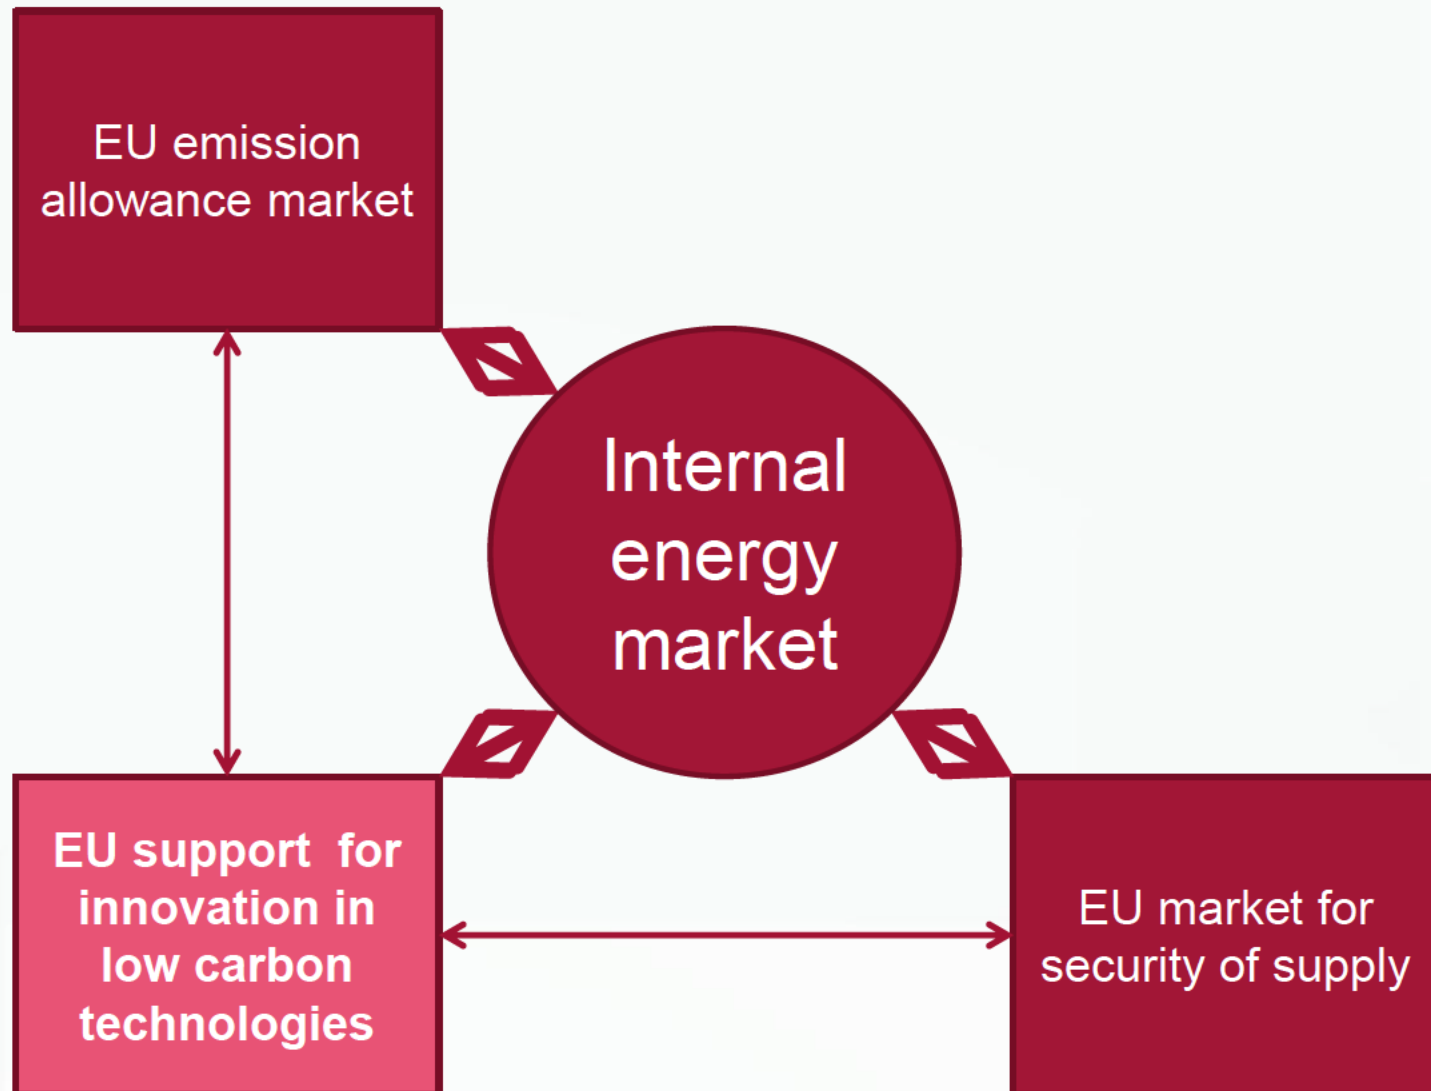 EU emission
allowance market
Internal
energy
market
EU support  for
innovation in
low carbon
technologies
EU market for
security of supply